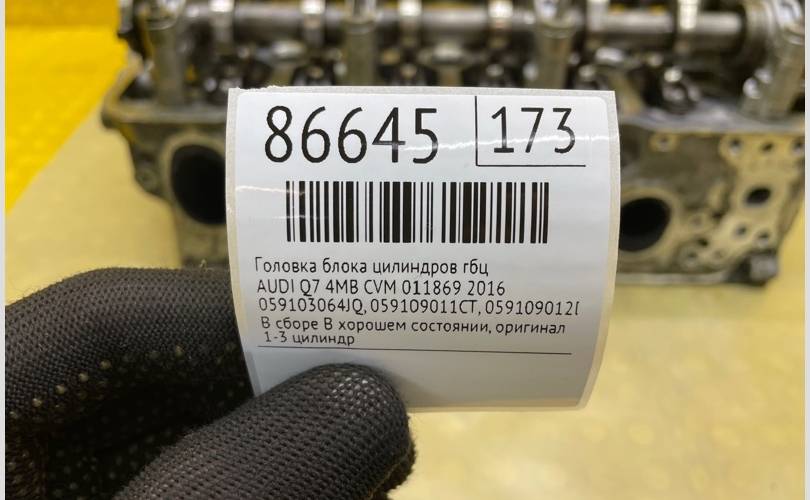 86645 173
Головка блока цилиндров гбц
AUDI Q7 4MB CVM 011869 2016
059103064JQ, 059109011CT,
В сборе В хорошем состоянии, оригинал
1-3 цилиндр